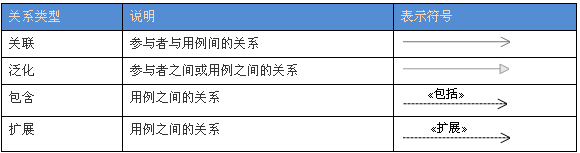 关系类型 说明 表示符号
关联 参与者与用例间的关系
泛化 参与者之间或用例之间的关系
包含 用例之间的关系 «包括»
扩展 用例之间的关系 «扩展»